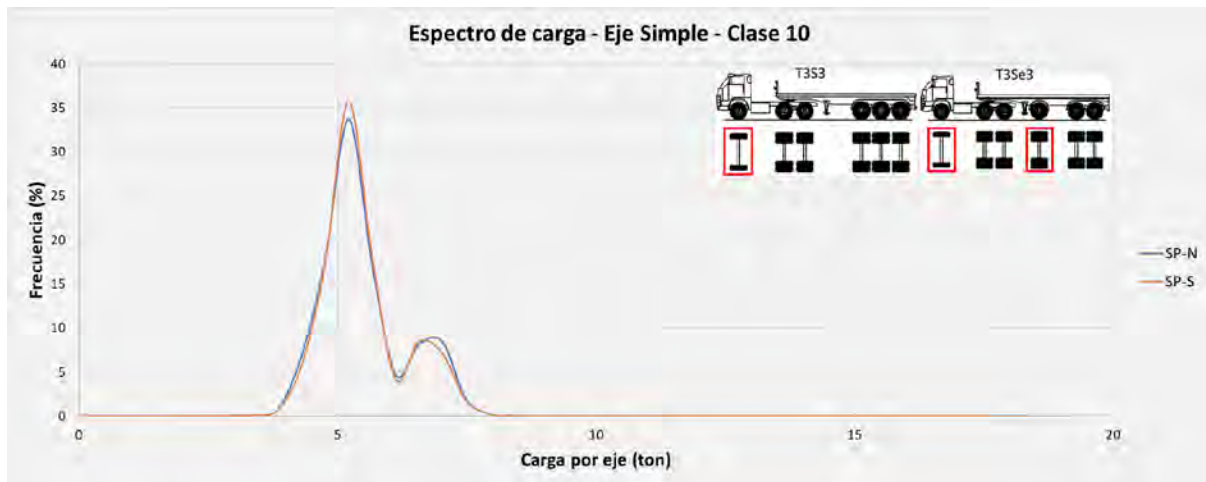 Espectro de carga - Eje Simple - Clase 10
T3S3
T3Se3
40
35
30
25
20
15
10
5
0
Frecuencia (%)
0 5 10 15 20
Carga por eje (ton)
SP-N
SP-S